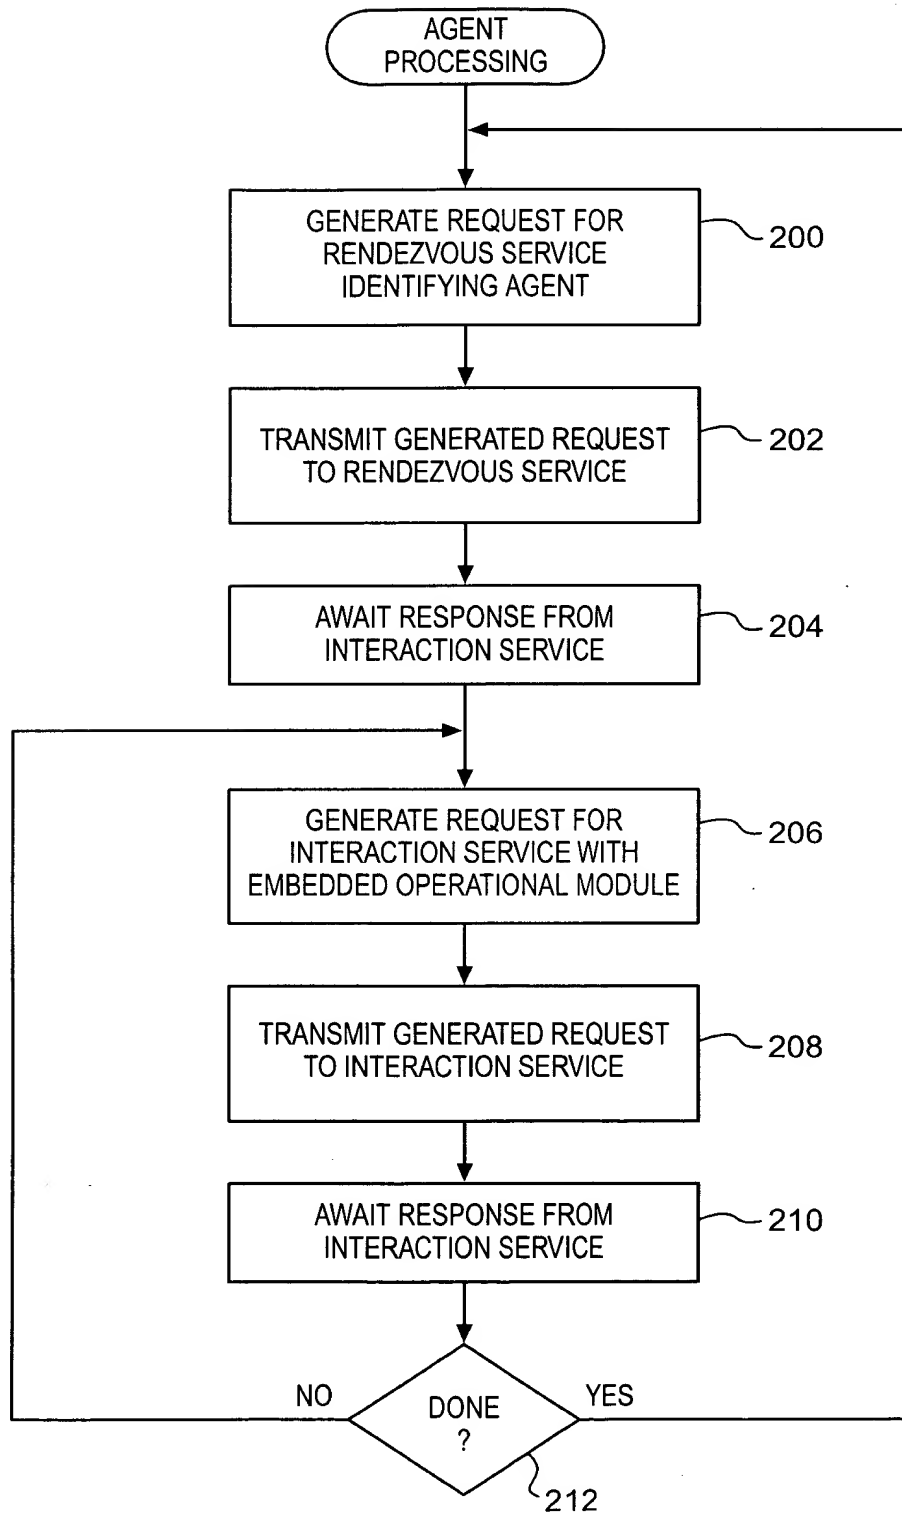 AGENT
PROCESSING
GENERATE REQUEST FOR
RENDEZVOUS SERVICE
IDENTIFYING AGENT
200
TRANSMIT GENERATED REQUEST
TO RENDEZVOUS SERVICE
202
AWAIT RESPONSE FROM
INTERACTION SERVICE
204
GENERATE REQUEST FOR
INTERACTION SERVICE WITH
EMBEDDED OPERATIONAL MODULE
206
TRANSMIT GENERATED REQUEST
TO INTERACTION SERVICE
208
AWAIT RESPONSE FROM
INTERACTION SERVICE
210
NO
DONE
?
YES
212